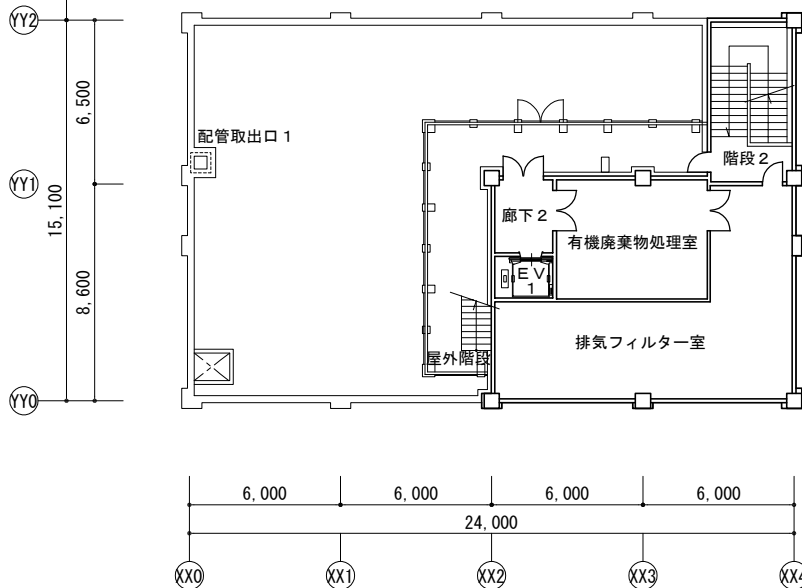 YY2
6,500
配管取出口1
階段2
YY1
15,100
廊下2
有機廃棄物処理室
EV
1
8,600
排気フィルター室
屋外階段
YY0
6,000
6,000
6,000
6,000
24,000
XX0
XX1
XX2
XX3
XX4